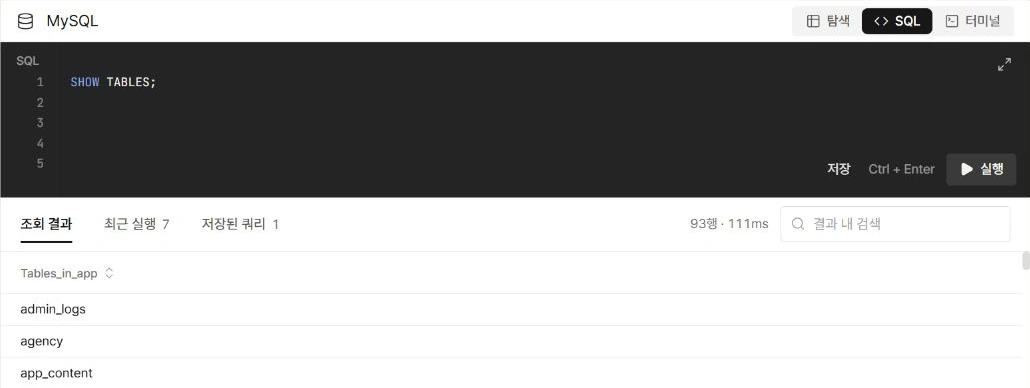 MySQL
탐색
SQL
터미널
SQL
1 SHOW TABLES;
2
3
4
5
저장 Ctrl + Enter 실행
조회 결과 최근 실행 7 저장된 쿼리 1 93행 · 111ms 결과 내 검색
Tables_in_app
admin_logs
agency
app_content